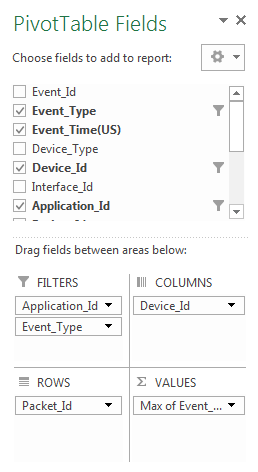 PivotTable Fields
Choose fields to add to report:
Event_Id
Event_Type
Event_Time(US)
Device_Type
Device_Id
Interface_Id
Application_Id
Drag fields between areas below:
FILTERS
Application_Id
Event_Type
COLUMNS
Device_Id
ROWS
Packet_Id
Σ VALUES
Max of Event_...